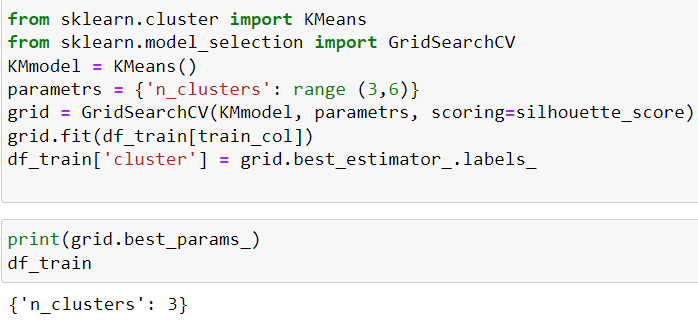 from sklearn.cluster import KMeans
from sklearn.model_selection import GridSearchCV
KMmodel = KMeans()
parametrs = {'n_clusters': range (3,6)}
grid = GridSearchCV(KMmodel, parametrs, scoring=silhouette_score)
grid.fit(df_train[train_col])
df_train['cluster'] = grid.best_estimator_.labels_
print(grid.best_params_)
df_train
{'n_clusters': 3}